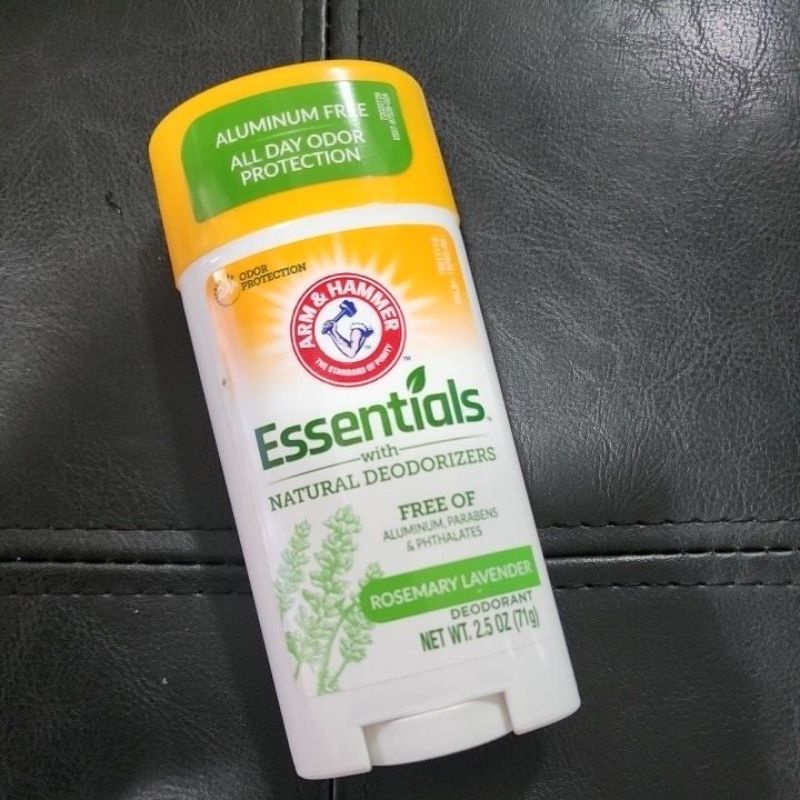 ALUMINUM FREE
ALL DAY ODOR
PROTECTION
ODOR
PROTECTION
ARM & HAMMER
THE STANDARD OF PURITY
Essentials
with
NATURAL DEODORIZERS
FREE OF
ALUMINUM, PARABENS
& PHTHALATES
ROSEMARY LAVENDER
DEODORANT
NET WT. 2.5 OZ (71g)